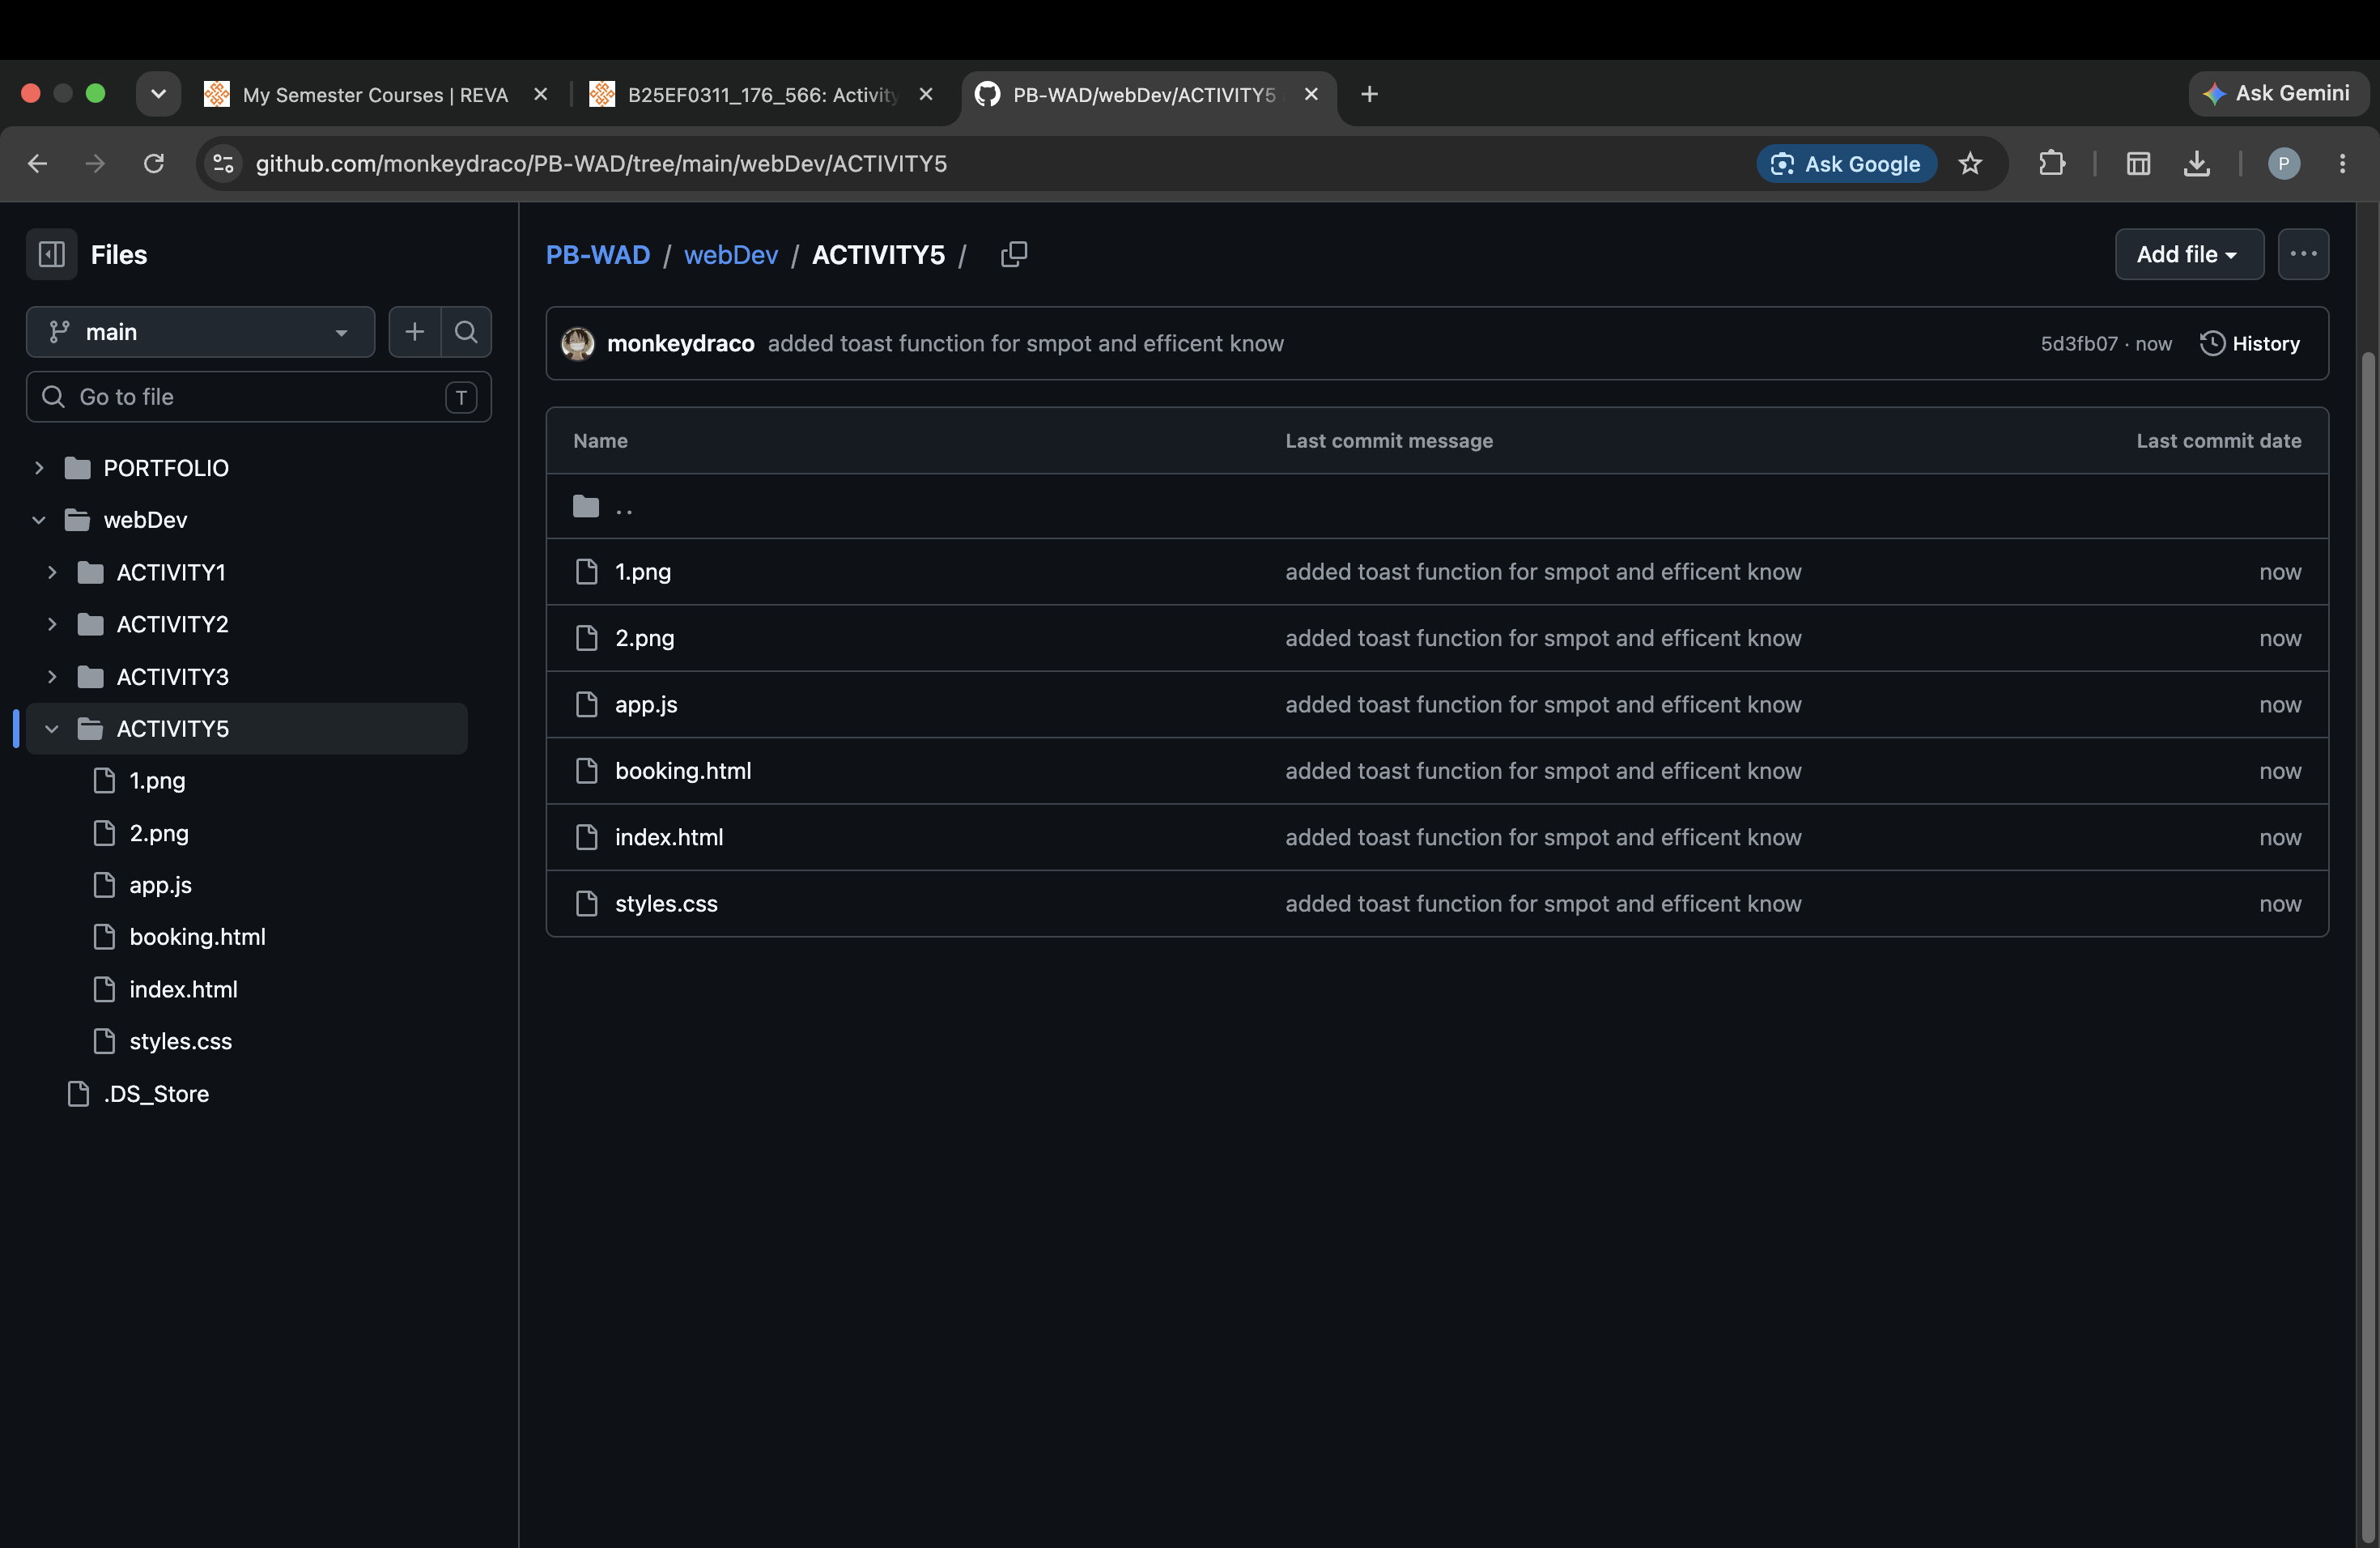 My Semester Courses | REVA
B25EF0311_176_566: Activity
PB-WAD/webDev/ACTIVITY5
Ask Gemini
github.com/monkeydraco/PB-WAD/tree/main/webDev/ACTIVITY5
Ask Google
P
Files
main
Go to file
T
PORTFOLIO
webDev
ACTIVITY1
ACTIVITY2
ACTIVITY3
ACTIVITY5
1.png
2.png
app.js
booking.html
index.html
styles.css
.DS_Store
PB-WAD / webDev / ACTIVITY5 /
Add file
monkeydraco added toast function for smpot and efficent know 5d3fb07 · now History
Name Last commit message Last commit date
..
1.png added toast function for smpot and efficent know now
2.png added toast function for smpot and efficent know now
app.js added toast function for smpot and efficent know now
booking.html added toast function for smpot and efficent know now
index.html added toast function for smpot and efficent know now
styles.css added toast function for smpot and efficent know now